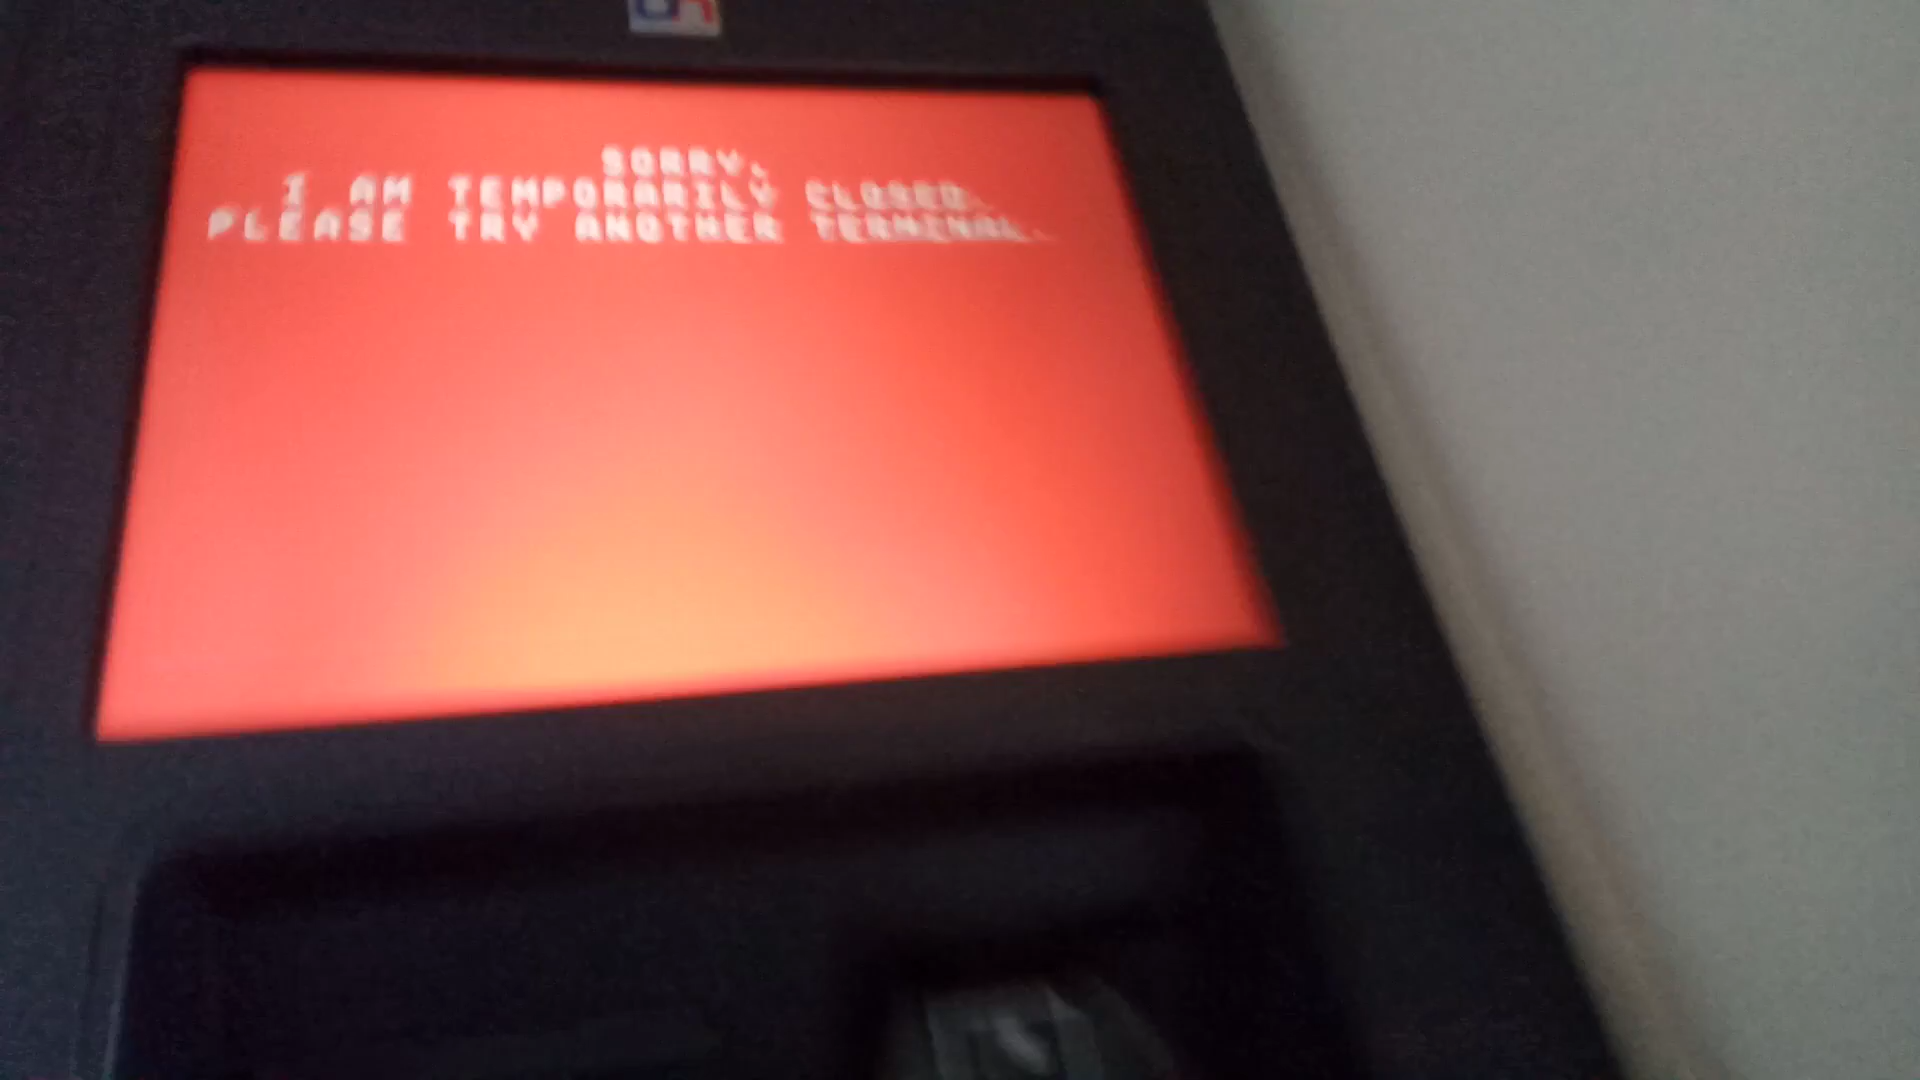 SORRY,
I AM TEMPORARILY CLOSED.
PLEASE TRY ANOTHER TERMINAL.